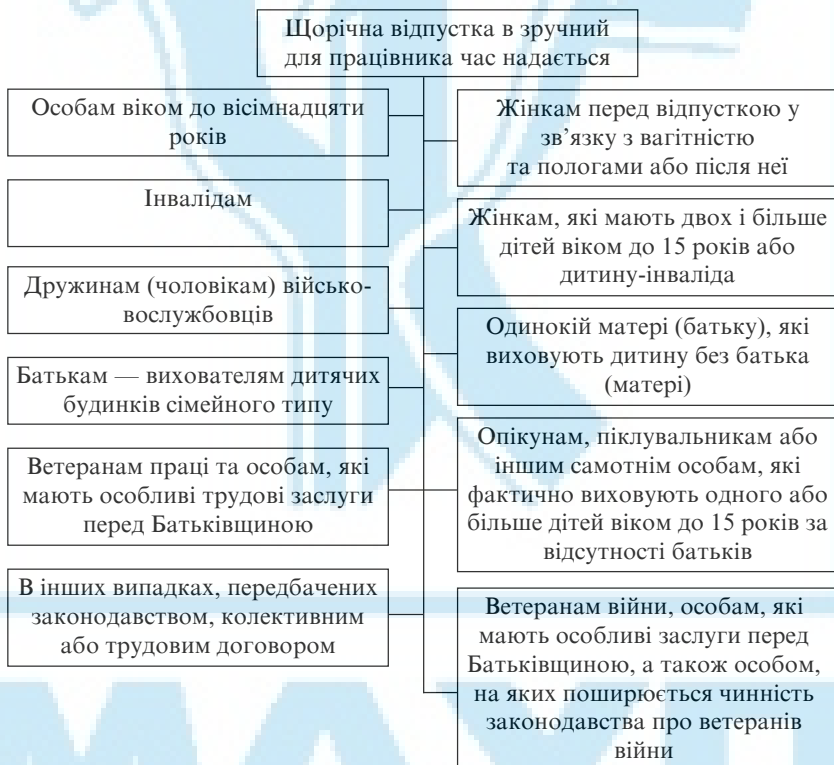 Щорічна відпустка в зручний
для працівника час надається
Особам віком до вісімнадцяти
років
Інвалідам
Дружинам (чоловікам) військо-
вослужбовців
Батькам — вихователям дитячих
будинків сімейного типу
Ветеранам праці та особам, які
мають особливі трудові заслуги
перед Батьківщиною
В інших випадках, передбачених
законодавством, колективним
або трудовим договором
Жінкам перед відпусткою у
зв’язку з вагітністю
та пологами або після неї
Жінкам, які мають двох і більше
дітей віком до 15 років або
дитину-інваліда
Одинокій матері (батьку), які
виховують дитину без батька
(матері)
Опікунам, піклувальникам або
іншим самотнім особам, які
фактично виховують одного або
більше дітей віком до 15 років за
відсутності батьків
Ветеранам війни, особам, які
мають особливі заслуги перед
Батьківщиною, а також особом,
на яких поширюється чинність
законодавства про ветеранів
війни